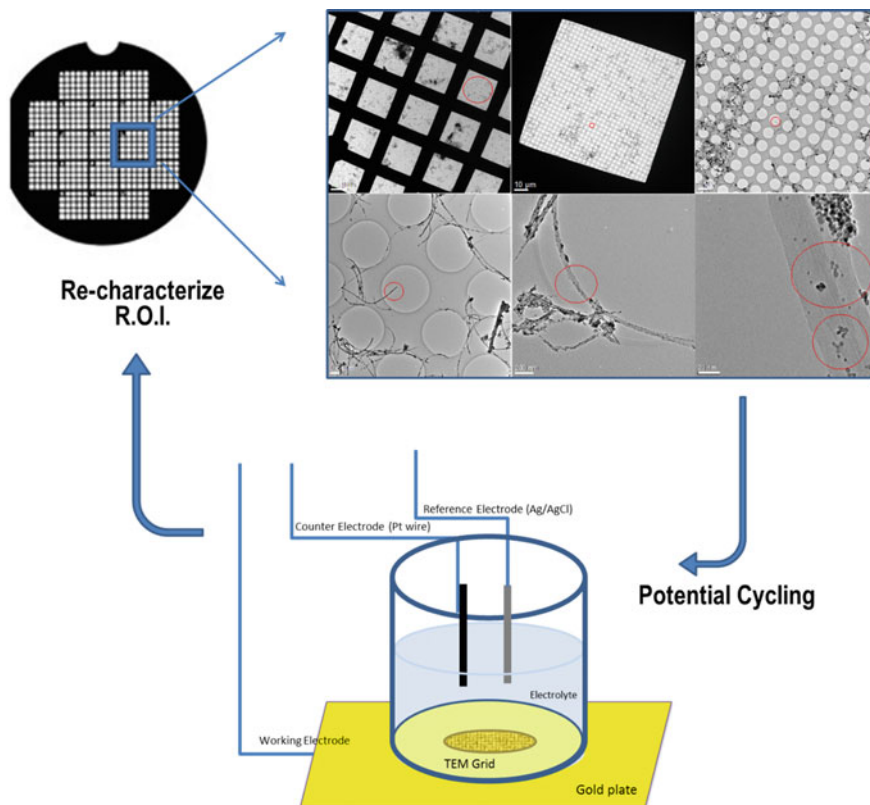 10 µm
Re-characterize
R.O.I.
Reference Electrode (Ag/AgCl)
Counter Electrode (Pt wire)
Potential Cycling
Electrolyte
Working Electrode
TEM Grid
Gold plate